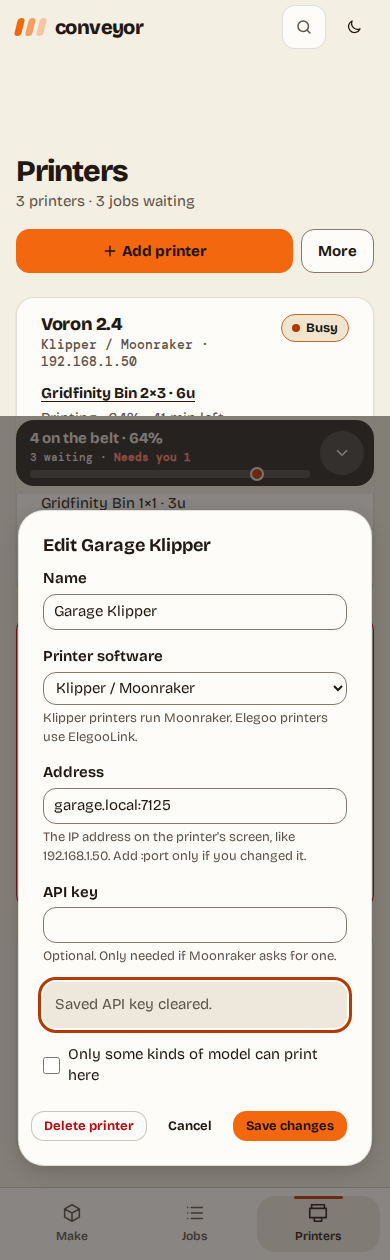 conveyor
Printers
3 printers · 3 jobs waiting
+ Add printer
More
Voron 2.4
Busy
Klipper / Moonraker ·
192.168.1.50
Gridfinity Bin 2×3 · 6u
4 on the belt · 64%
3 waiting · Needs you 1
Gridfinity Bin 1×1 · 3u
Edit Garage Klipper
Name
Garage Klipper
Printer software
Klipper / Moonraker
Klipper printers run Moonraker. Elegoo printers
use ElegooLink.
Address
garage.local:7125
The IP address on the printer's screen, like
192.168.1.50. Add :port only if you changed it.
API key
Optional. Only needed if Moonraker asks for one.
Saved API key cleared.
Only some kinds of model can print
here
Delete printer
Cancel
Save changes
Make
Jobs
Printers